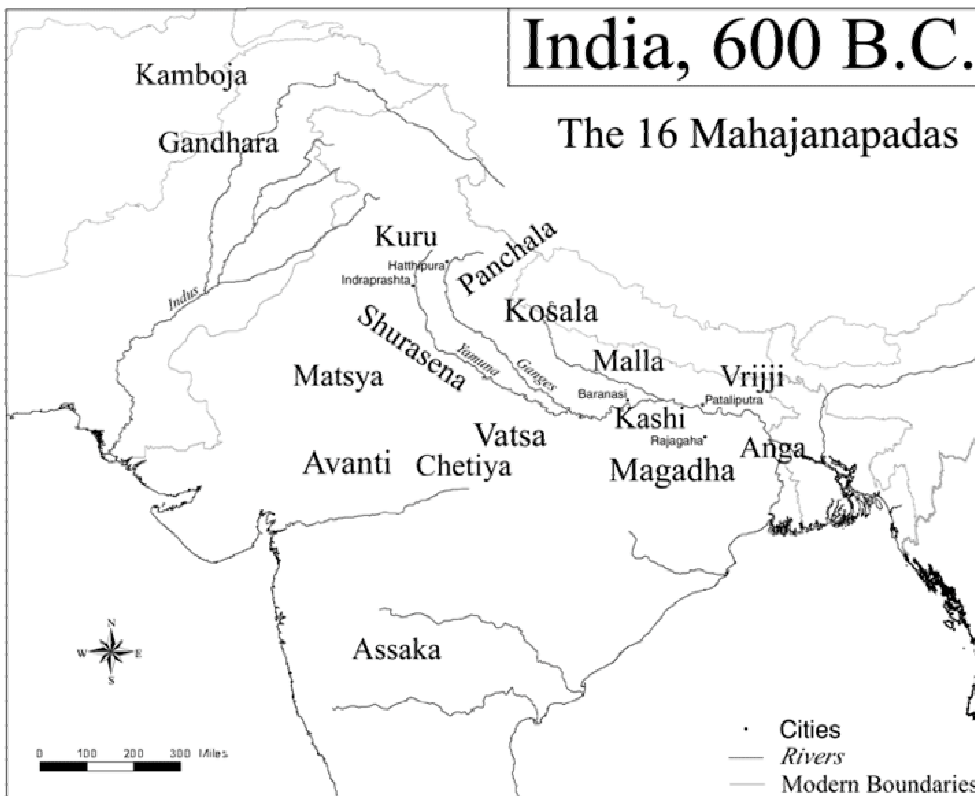 India, 600 B.C.
The 16 Mahajanapadas
Kamboja
Gandhara
Kuru
Hatthipura
Indraprashta
Panchala
Indus
Kosala
Shurasena
Yamuna
Ganges
Malla
Matsya
Vrijji
Baranasi
Pataliputra
Kashi
Vatsa
Rajagaha
Anga
Avanti
Chetiya
Magadha
N
W E
S
Assaka
Cities
Rivers
Modern Boundaries
0 100 200 300 Miles